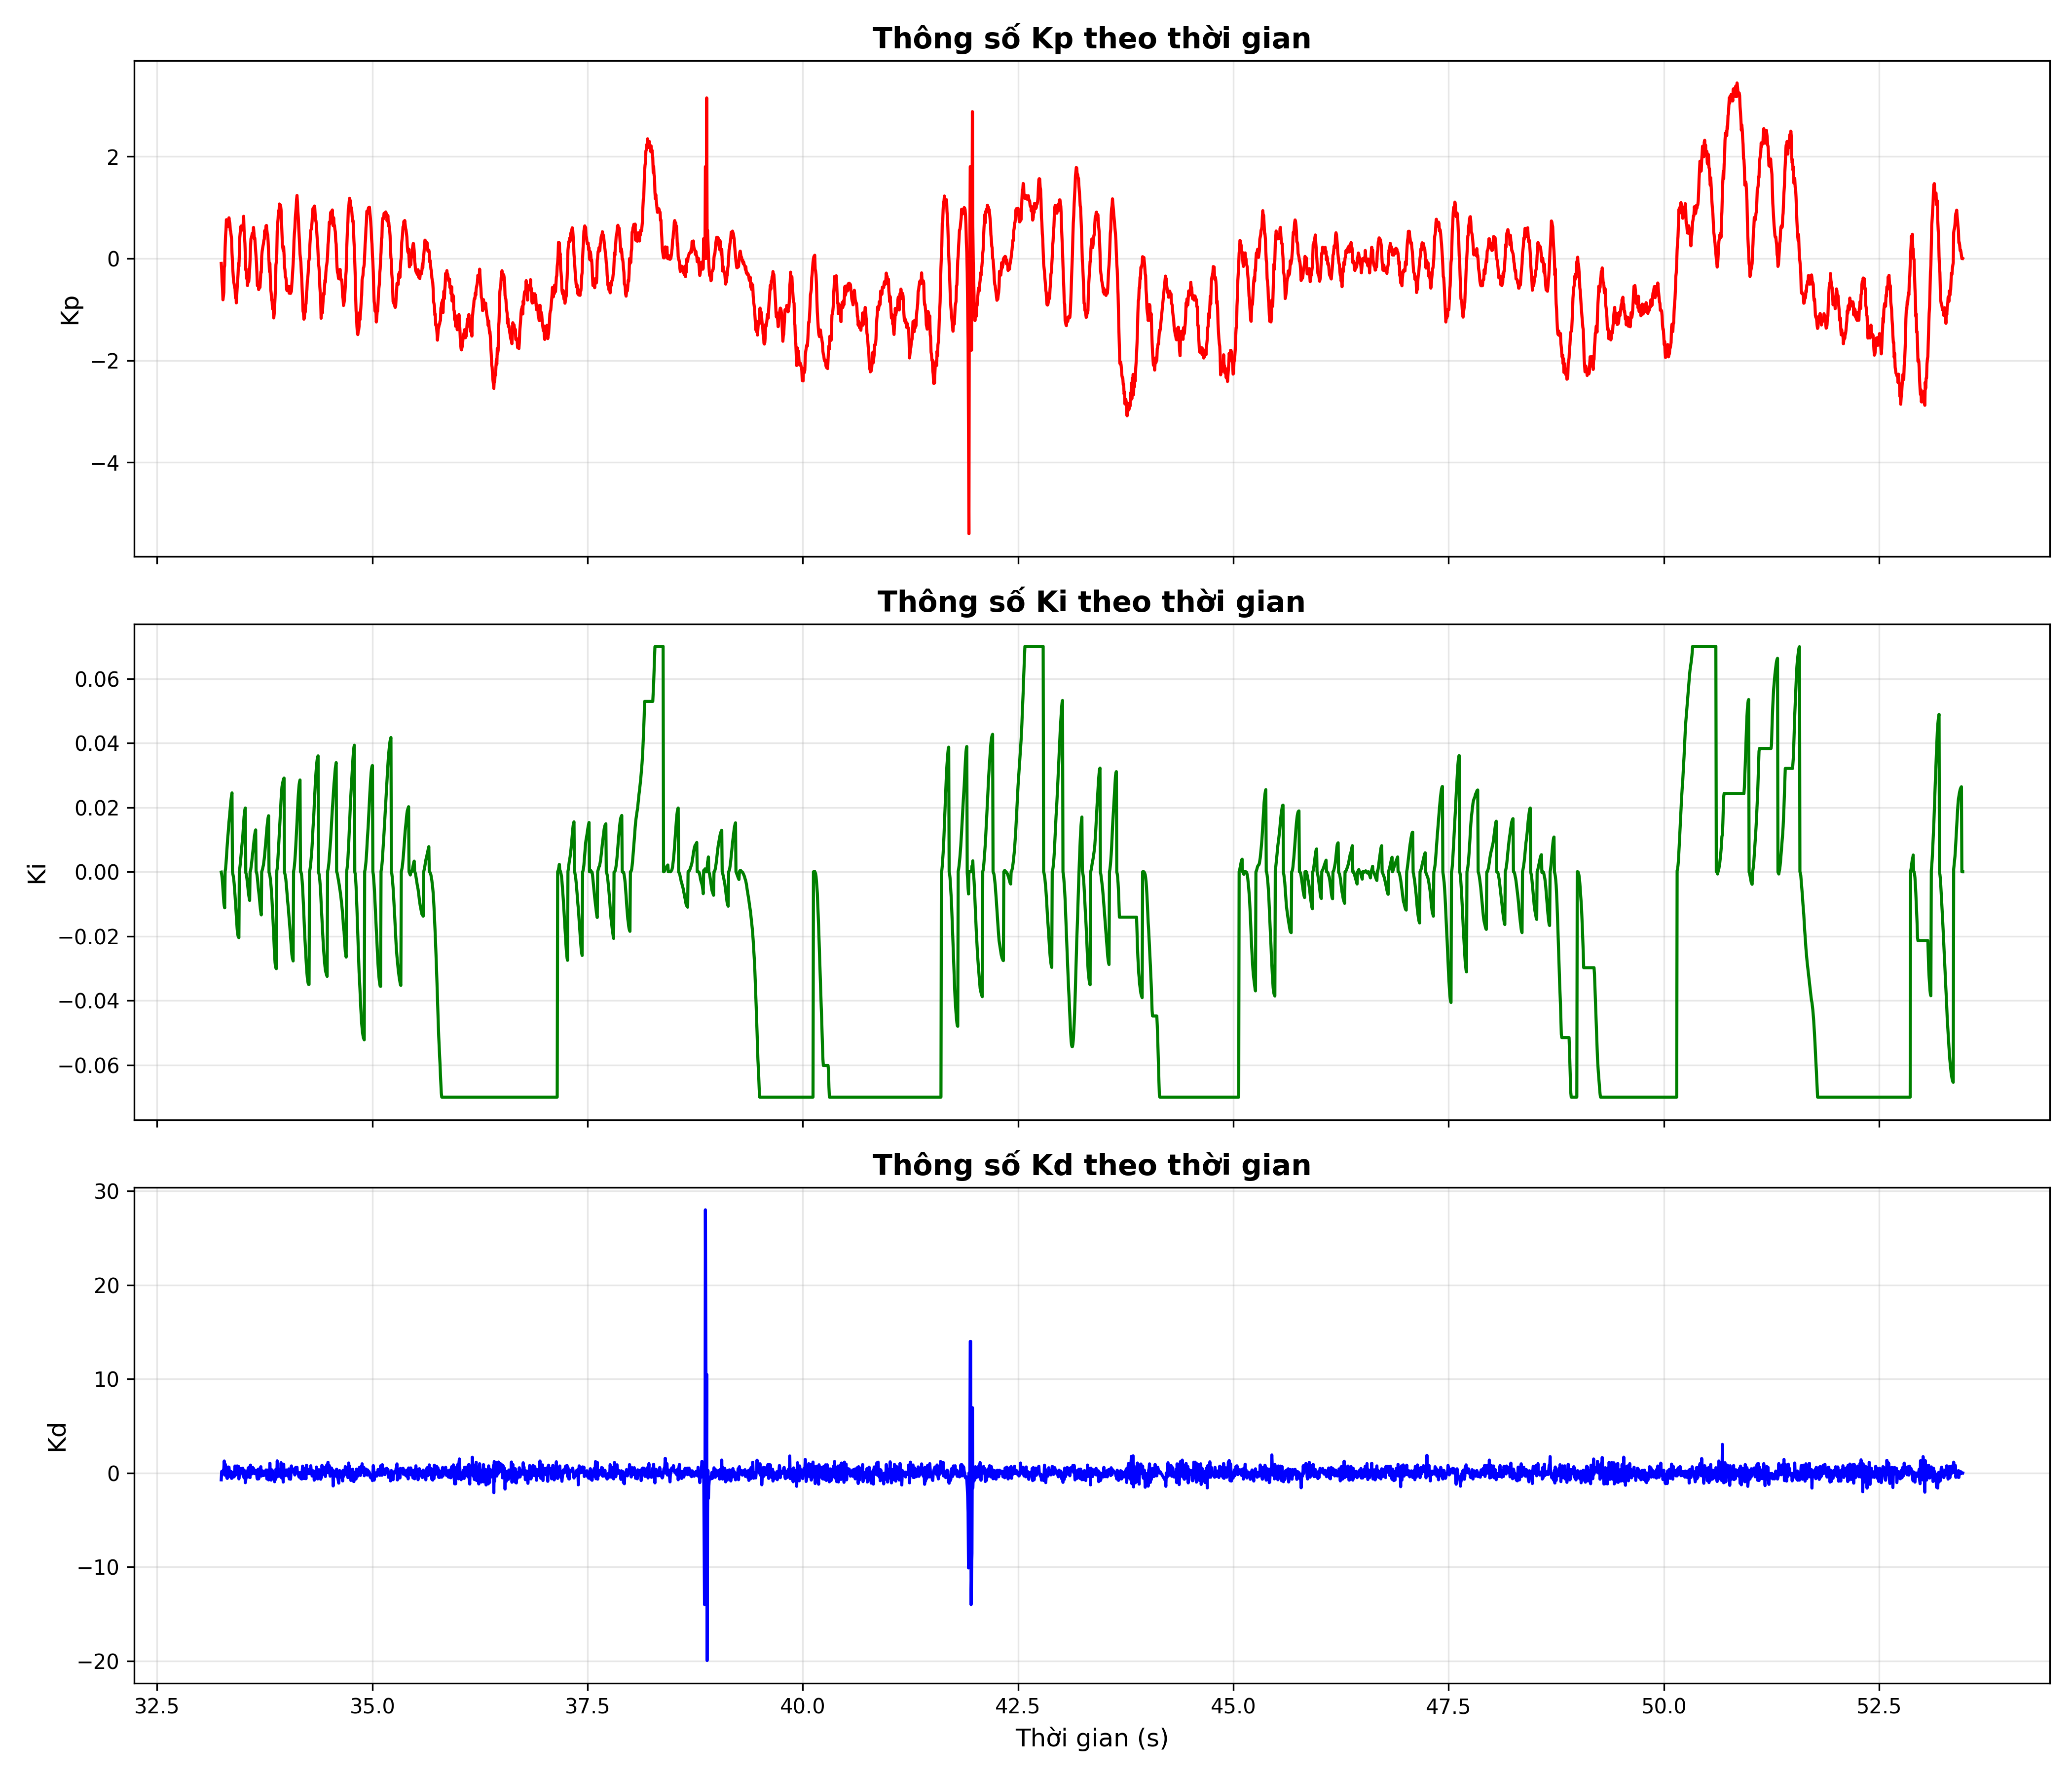 Thông số Kp theo thời gian
2
0
−2
−4
Kp
Thông số Ki theo thời gian
0.06
0.04
0.02
0.00
−0.02
−0.04
−0.06
Ki
Thông số Kd theo thời gian
30
20
10
0
−10
−20
Kd
32.5 35.0 37.5 40.0 42.5 45.0 47.5 50.0 52.5
Thời gian (s)